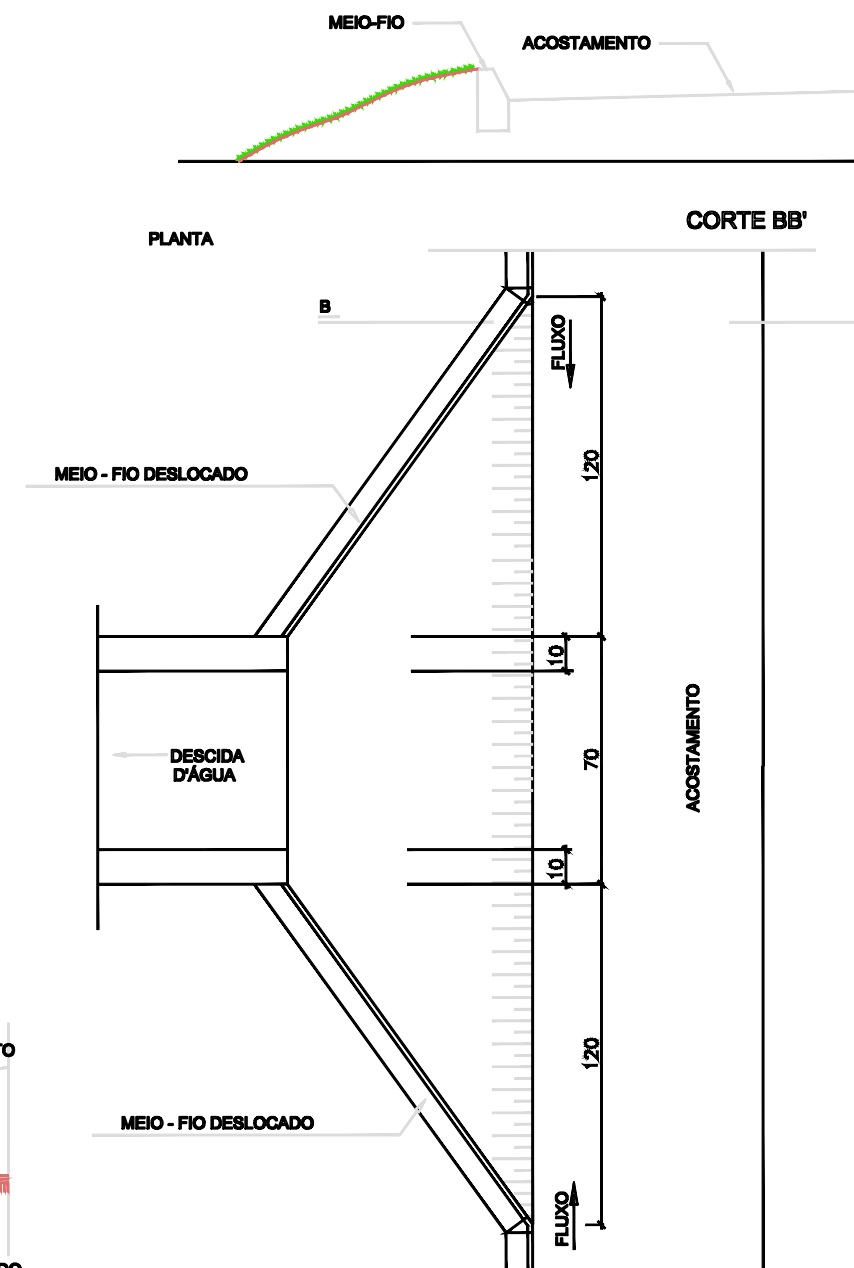 MEIO-FIO
ACOSTAMENTO
CORTE BB'
PLANTA
B
FLUXO
120
MEIO - FIO DESLOCADO
10
70
ACOSTAMENTO
DESCIDA
D'ÁGUA
10
120
MEIO - FIO DESLOCADO
FLUXO